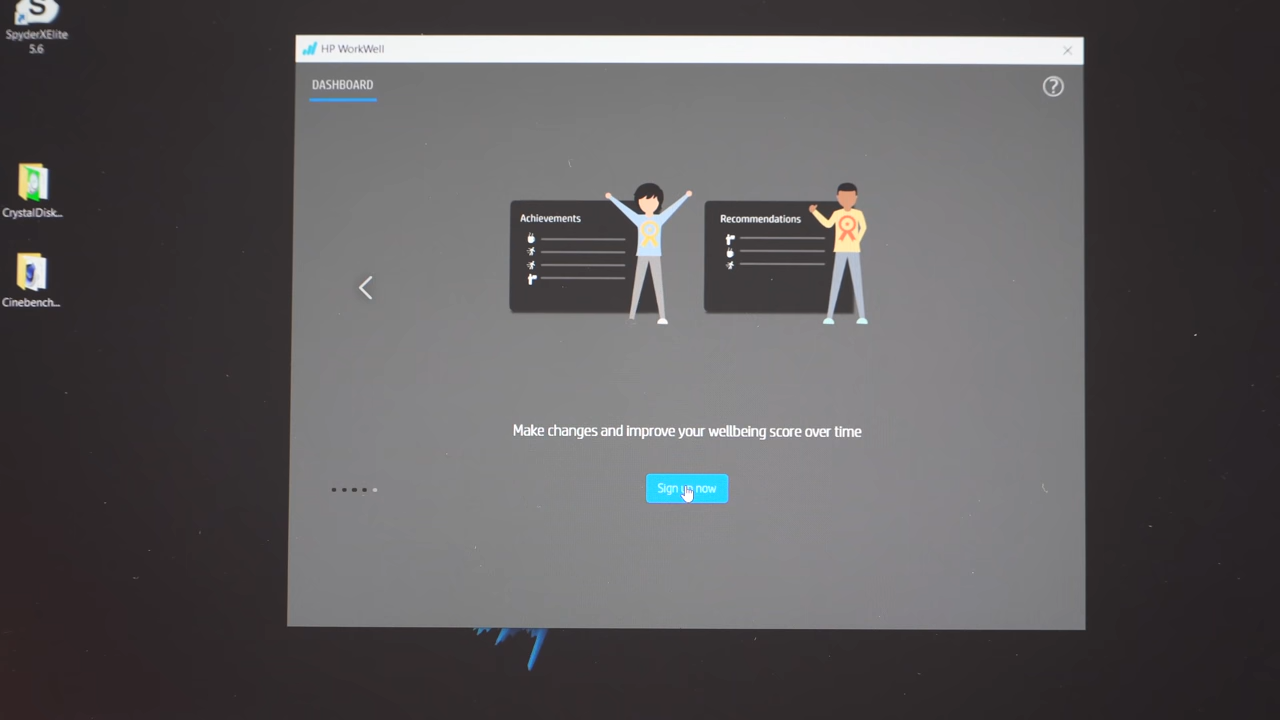 SpyderXElite
5.6
HP WorkWell
DASHBOARD
?
CrystalDisk...
Achievements
Recommendations
Cinebench...
Make changes and improve your wellbeing score over time
Sign up now